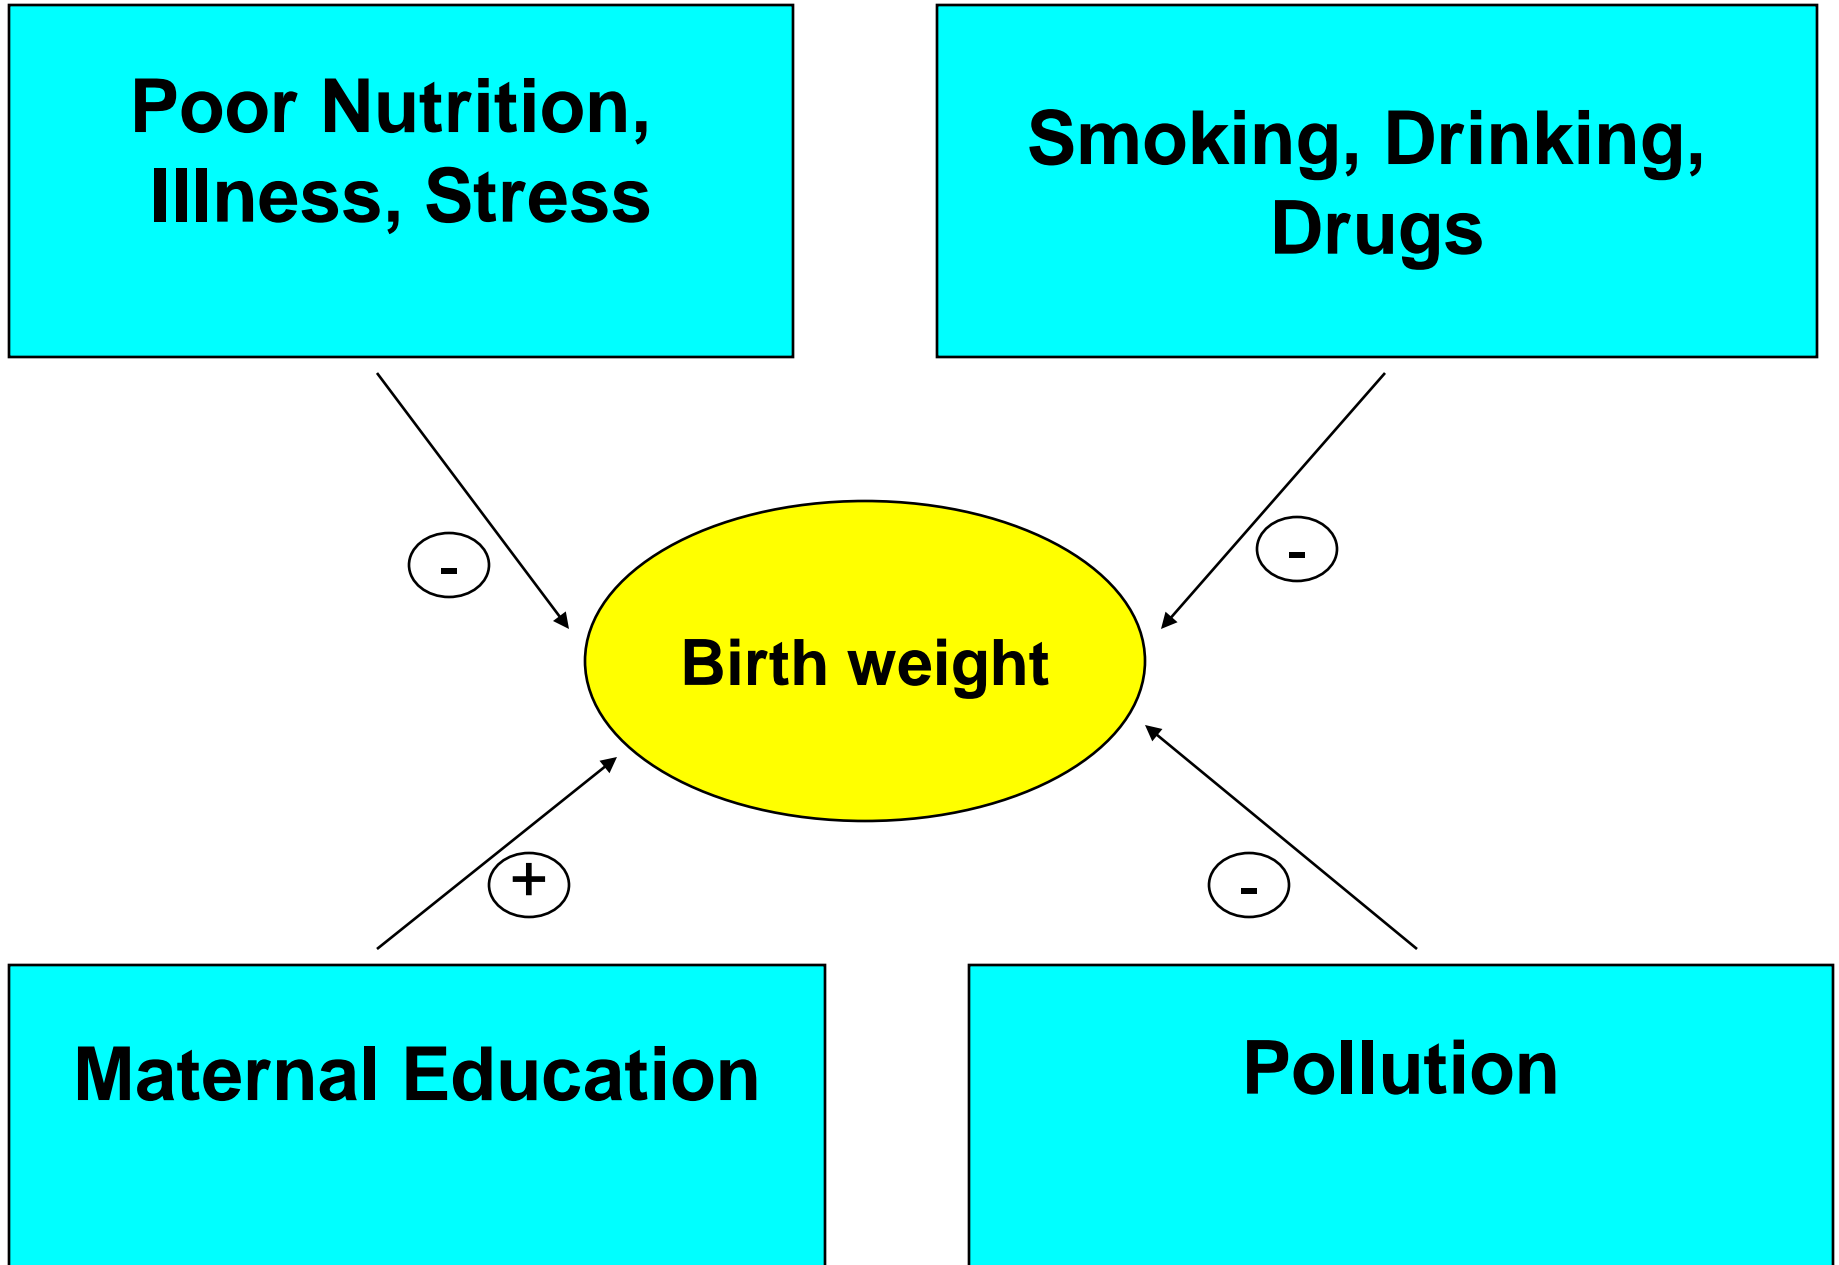 Poor Nutrition,
Illness, Stress
Smoking, Drinking,
Drugs
-
-
Birth weight
+
-
Maternal Education
Pollution